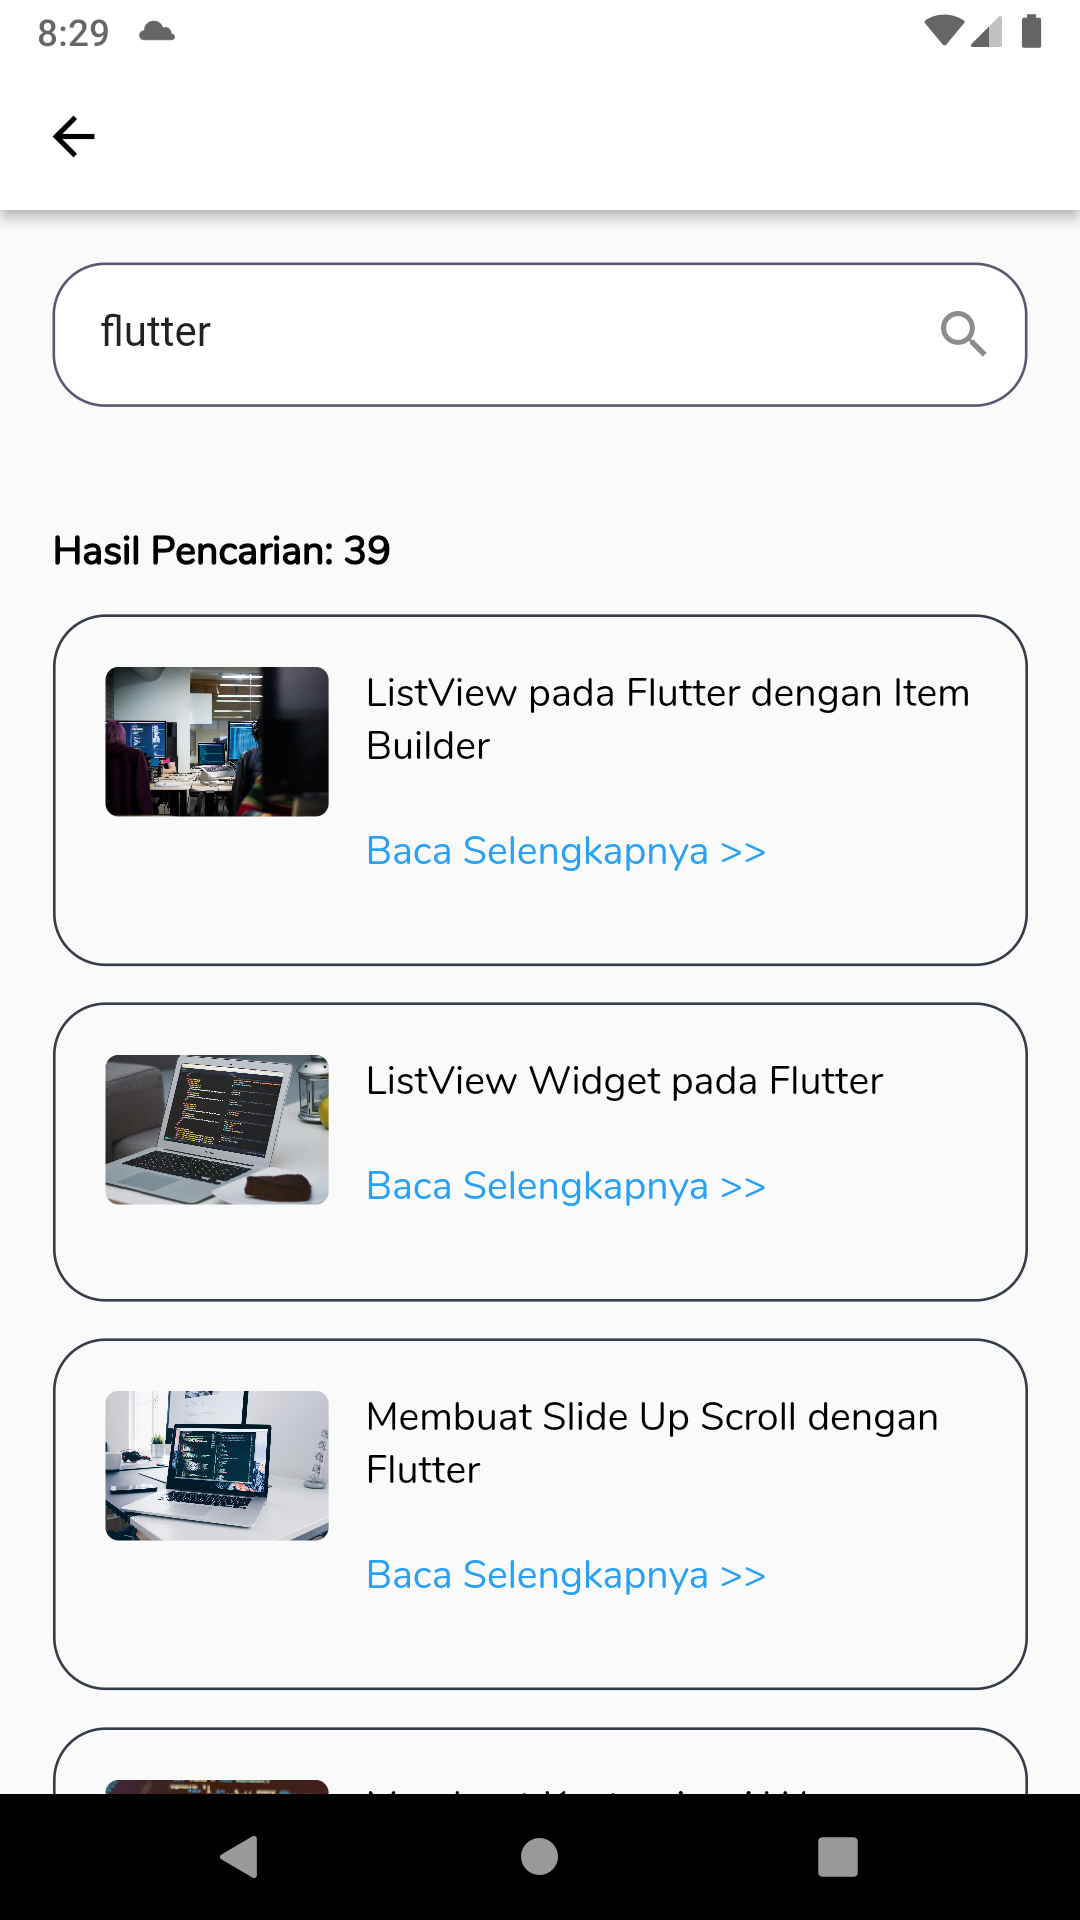 8:29
flutter
Hasil Pencarian: 39
ListView pada Flutter dengan Item
Builder
Baca Selengkapnya >>
ListView Widget pada Flutter
Baca Selengkapnya >>
Membuat Slide Up Scroll dengan
Flutter
Baca Selengkapnya >>